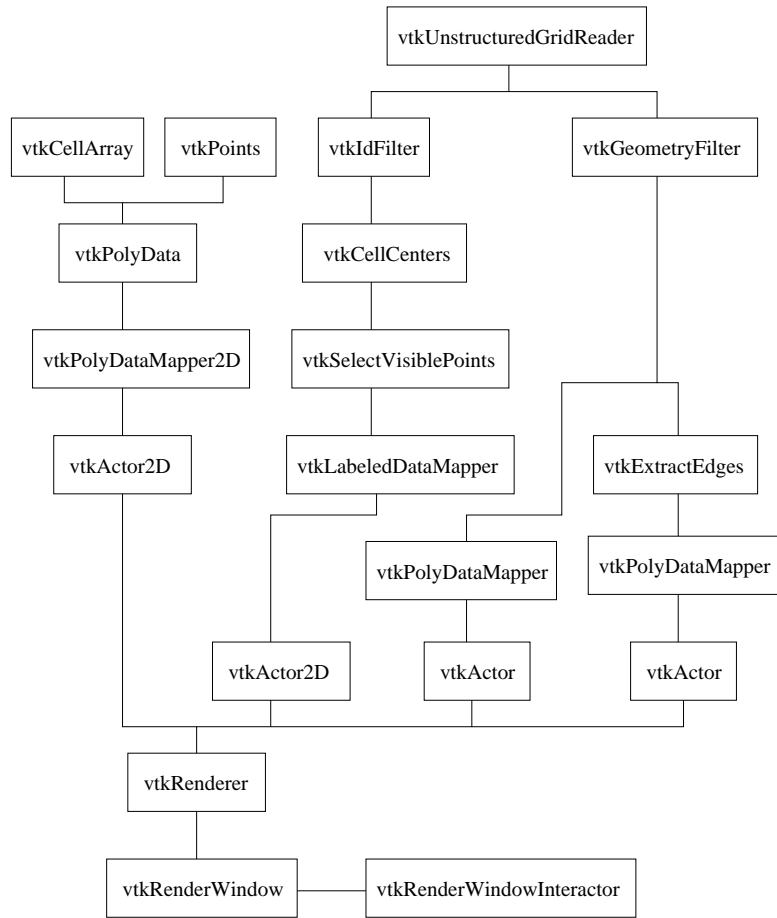 vtkUnstructuredGridReader
vtkCellArray
vtkPoints
vtkIdFilter
vtkGeometryFilter
vtkPolyData
vtkCellCenters
vtkPolyDataMapper2D
vtkSelectVisiblePoints
vtkActor2D
vtkLabeledDataMapper
vtkExtractEdges
vtkPolyDataMapper
vtkPolyDataMapper
vtkActor2D
vtkActor
vtkActor
vtkRenderer
vtkRenderWindow
vtkRenderWindowInteractor